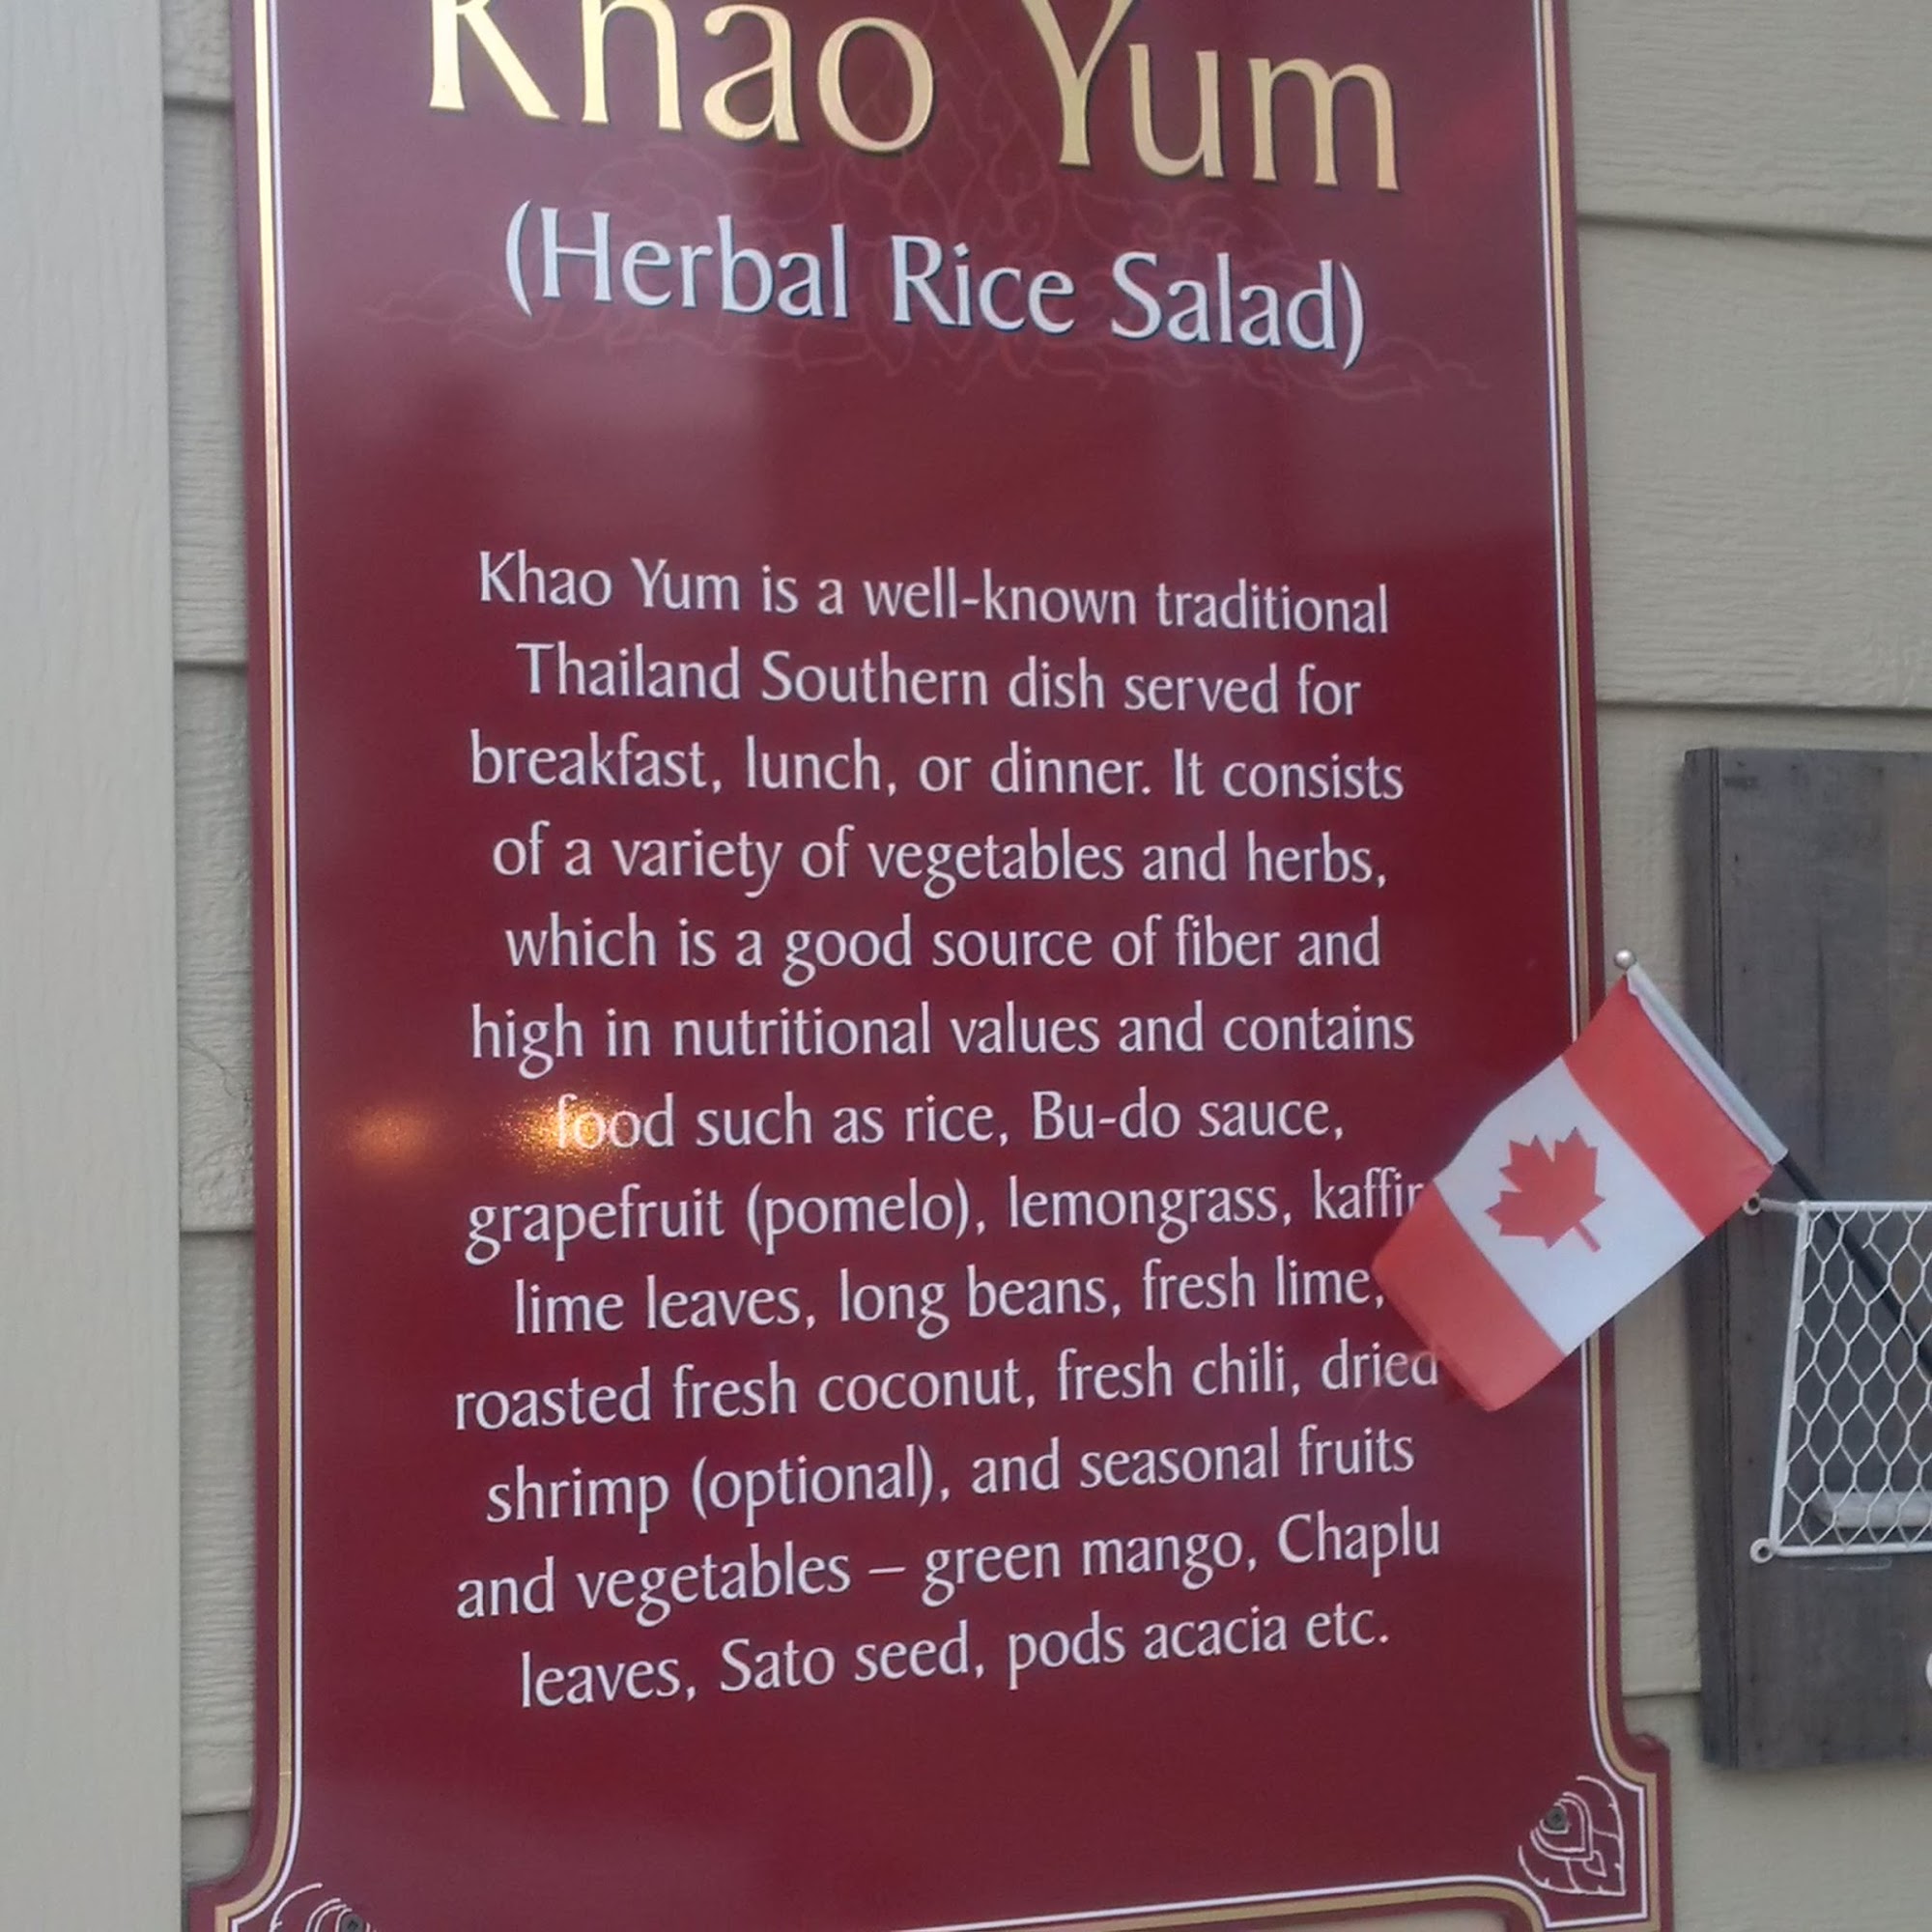 Khao Yum
(Herbal Rice Salad)
Khao Yum is a well-known traditional
Thailand Southern dish served for
breakfast, lunch, or dinner. It consists
of a variety of vegetables and herbs,
which is a good source of fiber and
high in nutritional values and contains
food such as rice, Bu-do sauce,
grapefruit (pomelo), lemongrass, kaffir
lime leaves, long beans, fresh lime,
roasted fresh coconut, fresh chili, dried
shrimp (optional), and seasonal fruits
and vegetables – green mango, Chaplu
leaves, Sato seed, pods acacia etc.